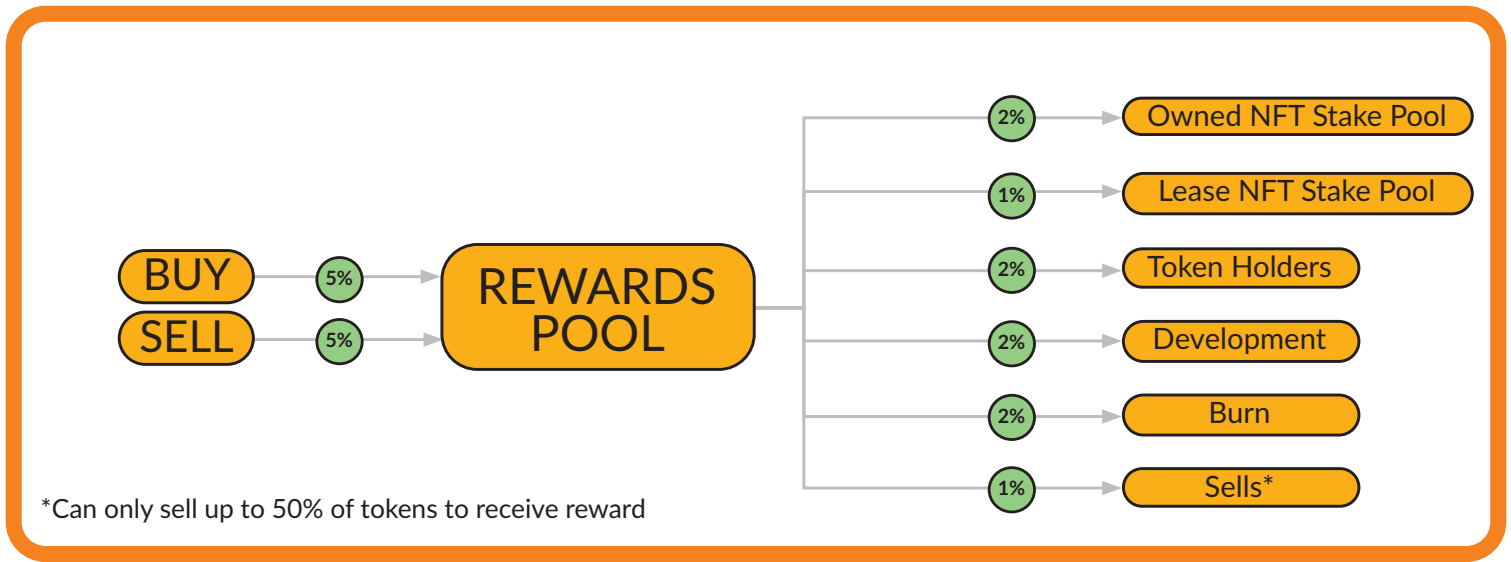 BUY
5%
SELL
5%
REWARDS
POOL
2%
Owned NFT Stake Pool
1%
Lease NFT Stake Pool
2%
Token Holders
2%
Development
2%
Burn
1%
Sells*
*Can only sell up to 50% of tokens to receive reward